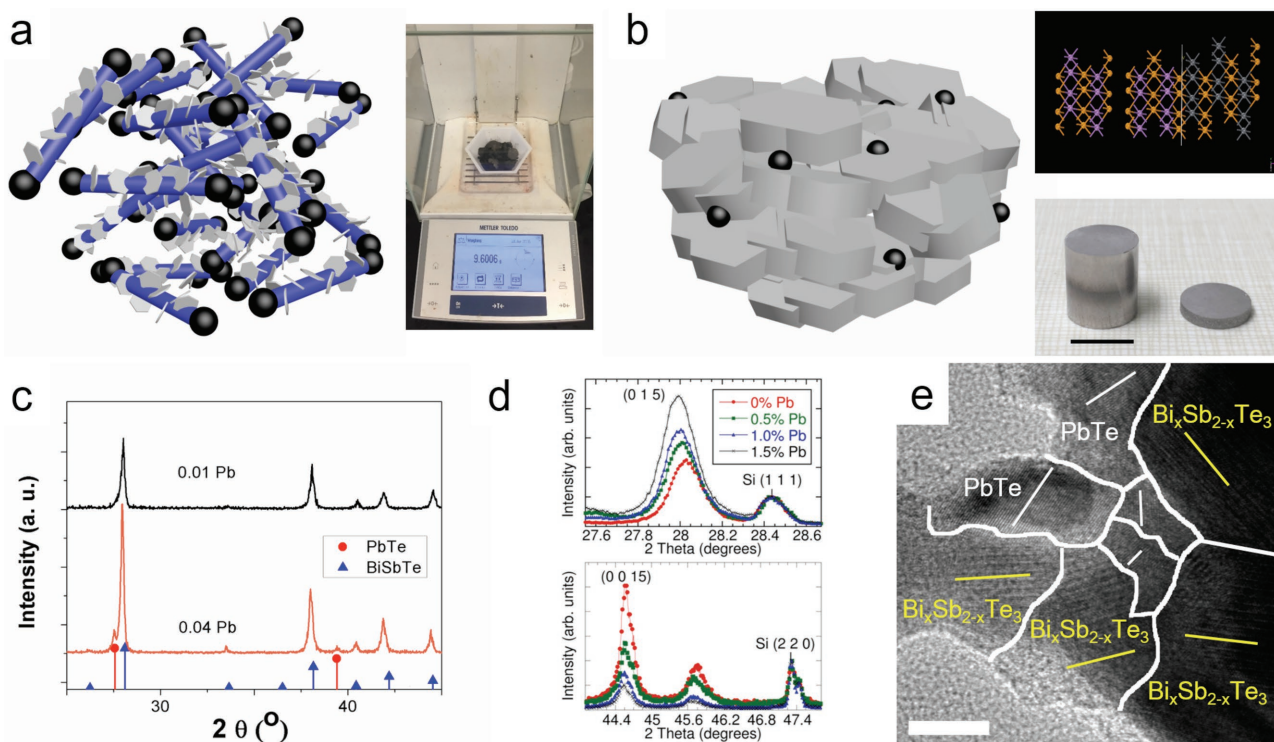 a
METTLER TOLEDO
9.6006
b
c
Intensity (a. u.)
0.01 Pb
PbTe
BiSbTe
0.04 Pb
30
40
2 θ (O)
d
Intensity (arb. units)
(0 1 5)
0% Pb
0.5% Pb
1.0% Pb
1.5% Pb
Si (1 1 1)
27.6 27.8 28 28.2 28.4 28.6
2 Theta (degrees)
Intensity (arb. units)
(0 0 15)
Si (2 2 0)
44.4 45 45.6 46.2 46.8 47.4
2 Theta (degrees)
e
PbTe
BixSb2-xTe3
PbTe
BixSb2-xTe3
BixSb2-xTe3
BixSb2-xTe3